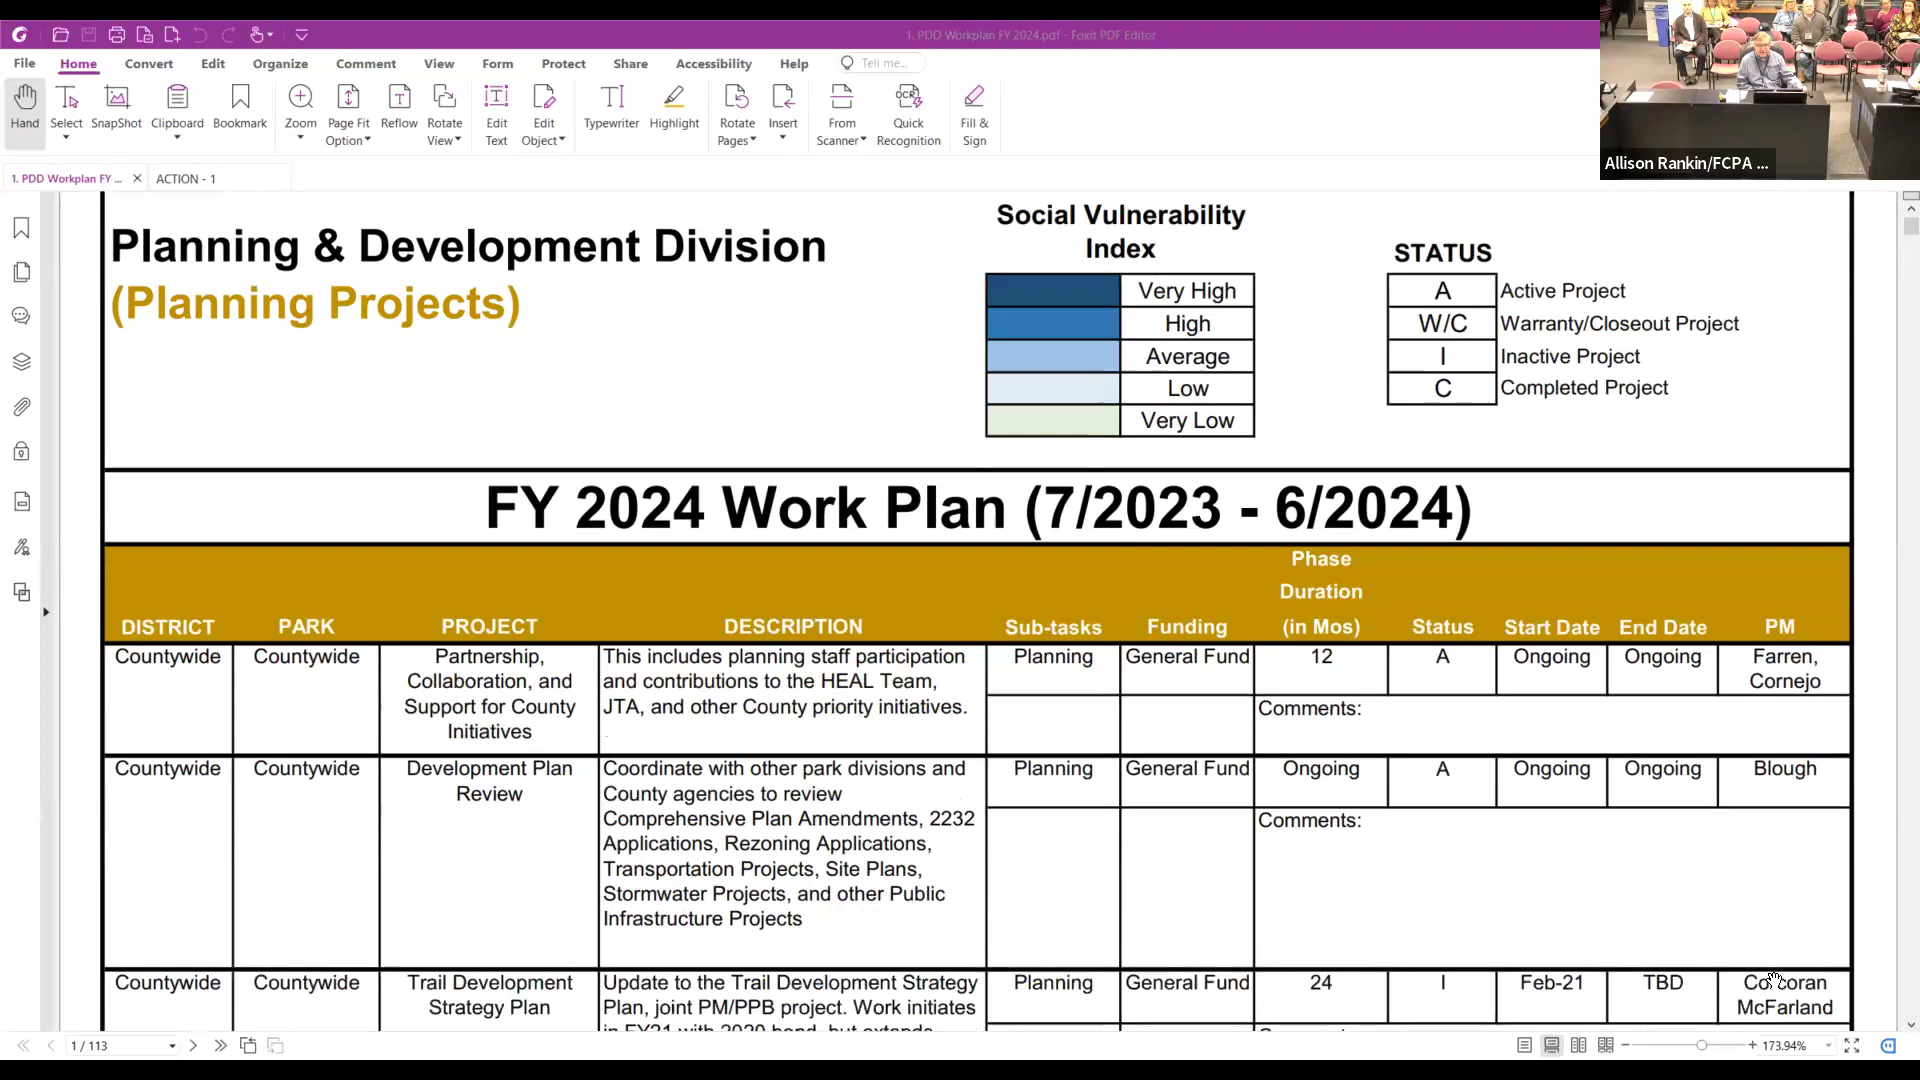 1. PDD Workplan FY 2024.pdf - Foxit PDF Editor
File Home Convert Edit Organize Comment View Form Protect Share Accessibility Help Tell me...
Hand Select SnapShot Clipboard Bookmark Zoom Page Fit Option Reflow Rotate View Edit Text Edit Object Typewriter Highlight Rotate Pages Insert From Scanner OCR Quick Recognition Fill & Sign
Allison Rankin/FCPA ...
1. PDD Workplan FY ... ACTION - 1
Planning & Development Division
(Planning Projects)
Social Vulnerability
Index
Very High
High
Average
Low
Very Low
STATUS
A Active Project
W/C Warranty/Closeout Project
I Inactive Project
C Completed Project
FY 2024 Work Plan (7/2023 - 6/2024)
DISTRICT PARK PROJECT DESCRIPTION Sub-tasks Funding Phase Duration (in Mos) Status Start Date End Date PM
Countywide Countywide Partnership, Collaboration, and Support for County Initiatives
This includes planning staff participation
and contributions to the HEAL Team,
JTA, and other County priority initiatives.
Planning General Fund 12 A Ongoing Ongoing Farren, Cornejo
Comments:
Countywide Countywide Development Plan Review
Coordinate with other park divisions and
County agencies to review
Comprehensive Plan Amendments, 2232
Applications, Rezoning Applications,
Transportation Projects, Site Plans,
Stormwater Projects, and other Public
Infrastructure Projects
Planning General Fund Ongoing A Ongoing Ongoing Blough
Comments:
Countywide Countywide Trail Development Strategy Plan
Update to the Trail Development Strategy
Plan, joint PM/PPB project. Work initiates
in FY21 with 2020 bond, but extends
Planning General Fund 24 I Feb-21 TBD Corcoran McFarland
1 / 113
173.94%